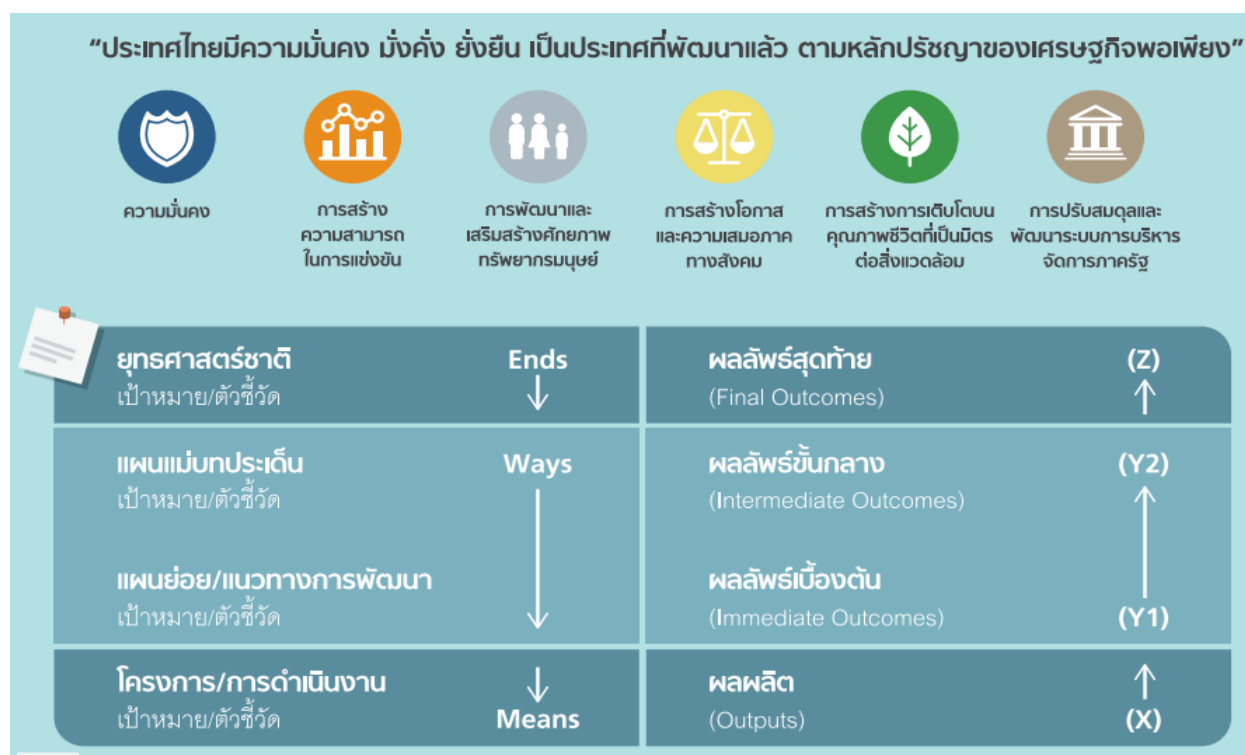 “ประเทศไทยมีความมั่นคง มั่งคั่ง ยั่งยืน เป็นประเทศที่พัฒนาแล้ว ตามหลักปรัชญาของเศรษฐกิจพอเพียง”
ความมั่นคง
การสร้าง
ความสามารถ
ในการแข่งขัน
การพัฒนาและ
เสริมสร้างศักยภาพ
ทรัพยากรมนุษย์
การสร้างโอกาส
และความเสมอภาค
ทางสังคม
การสร้างการเติบโตบน
คุณภาพชีวิตที่เป็นมิตร
ต่อสิ่งแวดล้อม
การปรับสมดุลและ
พัฒนาระบบการบริหาร
จัดการภาครัฐ
ยุทธศาสตร์ชาติ Ends ผลลัพธ์สุดท้าย (Z)
เป้าหมาย/ตัวชี้วัด (Final Outcomes)
แผนแม่บทประเด็น Ways ผลลัพธ์ขั้นกลาง (Y2)
เป้าหมาย/ตัวชี้วัด (Intermediate Outcomes)
แผนย่อย/แนวทางการพัฒนา ผลลัพธ์เบื้องต้น
เป้าหมาย/ตัวชี้วัด (Immediate Outcomes) (Y1)
โครงการ/การดำเนินงาน ผลผลิต
เป้าหมาย/ตัวชี้วัด Means (Outputs) (X)